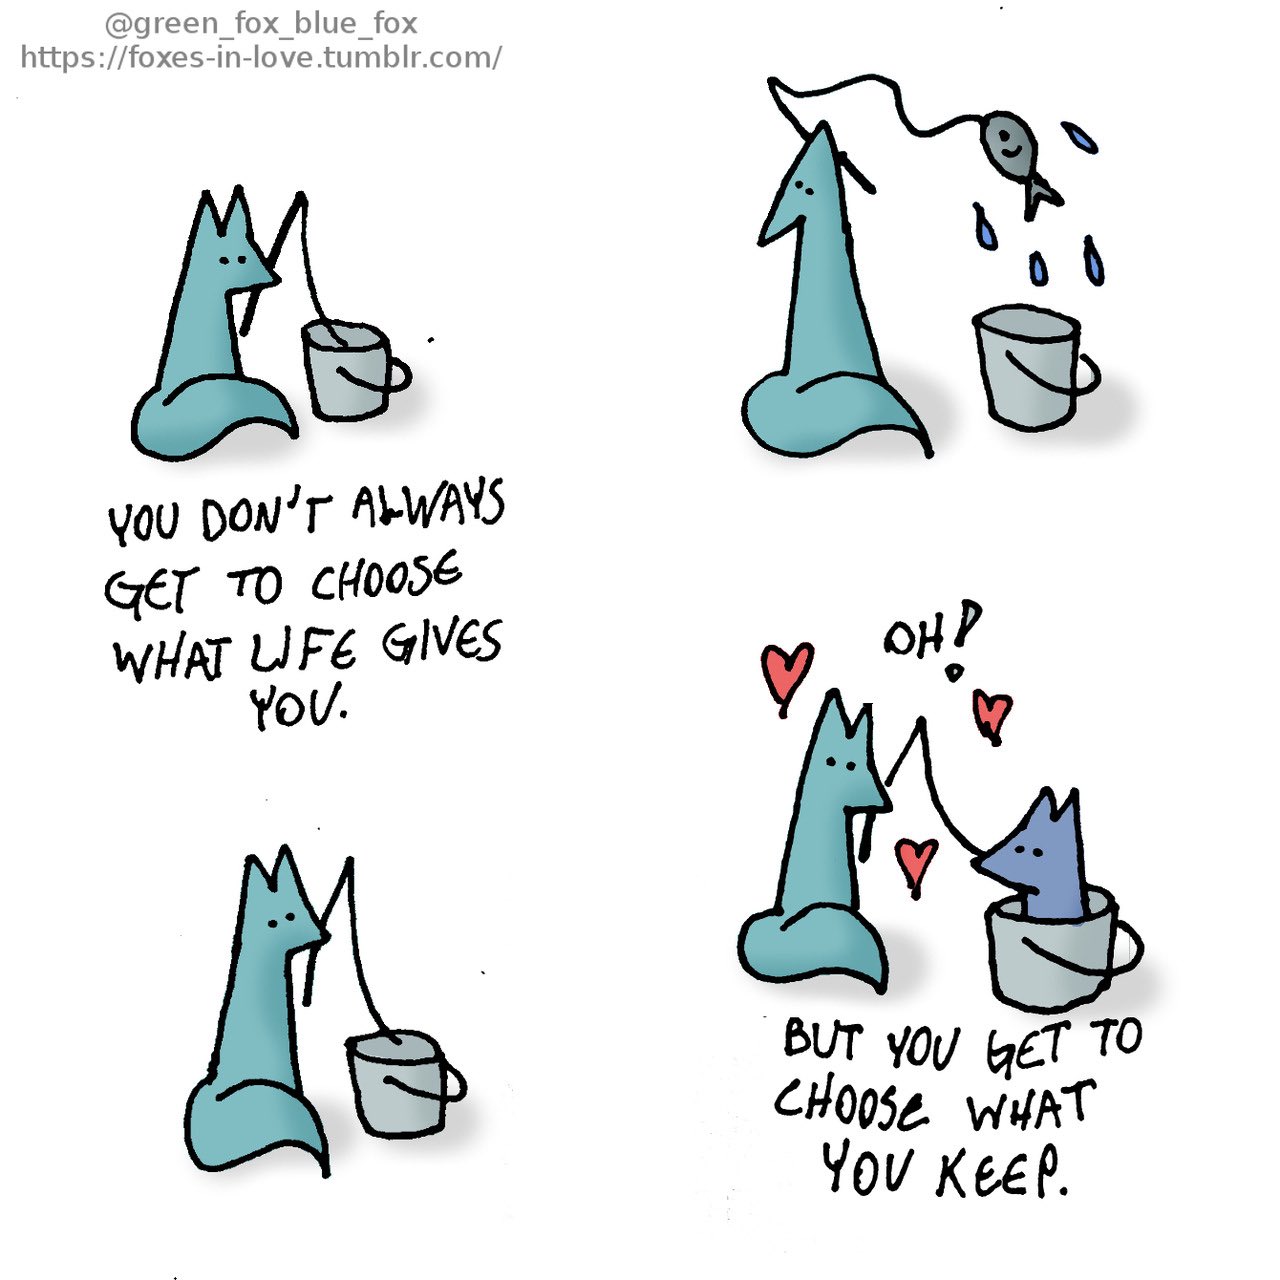 @green_fox_blue_fox
https://foxes-in-love.tumblr.com/
YOU DON'T ALWAYS
GET TO CHOOSE
WHAT LIFE GIVES
YOU.
OH!
BUT YOU GET TO
CHOOSE WHAT
YOU KEEP.